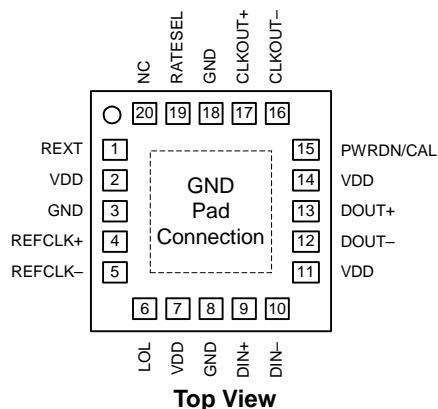 NC
RATESEL
GND
CLKOUT+
CLKOUT–
20
19
18
17
16
REXT
1
15
PWRDN/CAL
VDD
2
14
VDD
GND
3
13
DOUT+
REFCLK+
4
12
DOUT–
REFCLK–
5
11
VDD
GND
Pad
Connection
6
7
8
9
10
LOL
VDD
GND
DIN+
DIN–
Top View